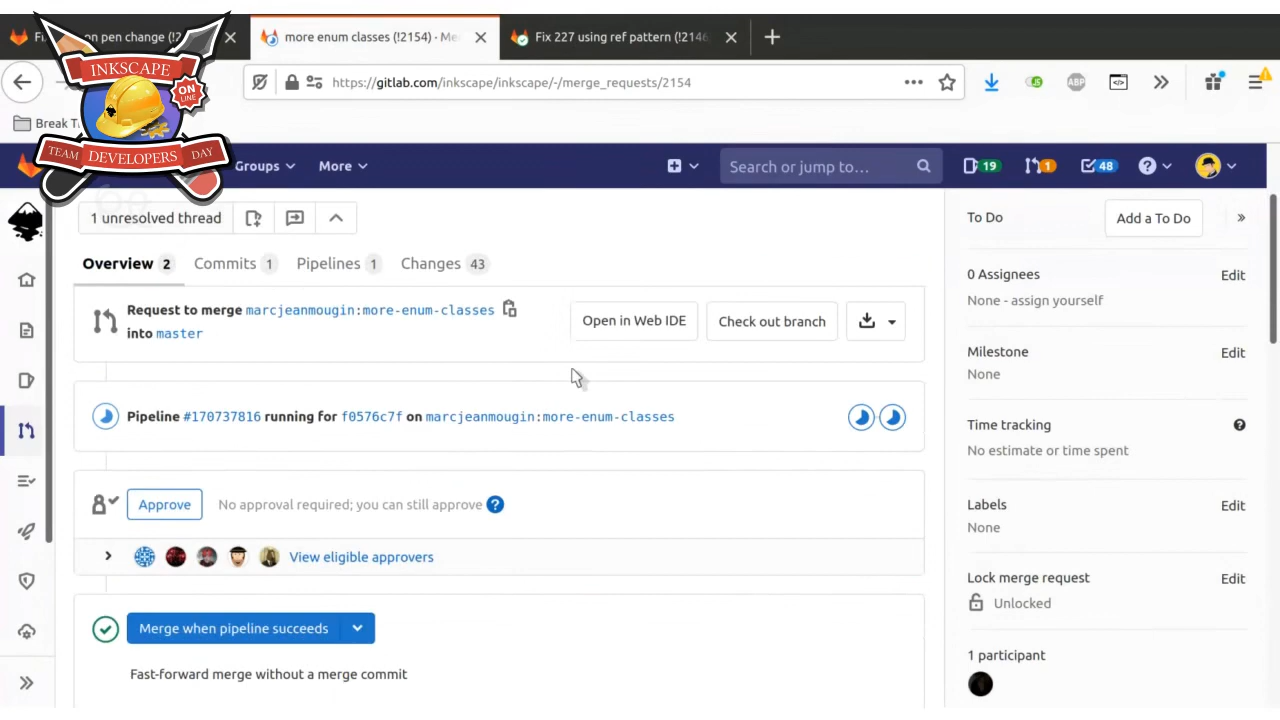 Fi
on pen change (!2
more enum classes (!2154) · Me
Fix 227 using ref pattern (!2146
INKSCAPE
ON
LINE
TEAM DEVELOPERS DAY
https://gitlab.com/inkscape/inkscape/-/merge_requests/2154
JS
ABP
Break Ti
Groups
More
Search or jump to...
19
1
48
1 unresolved thread
To Do
Add a To Do
Overview 2
Commits 1
Pipelines 1
Changes 43
0 Assignees
Edit
None - assign yourself
Request to merge marcjeanmougin:more-enum-classes
into master
Open in Web IDE
Check out branch
Milestone
Edit
None
Pipeline #170737816 running for f0576c7f on marcjeanmougin:more-enum-classes
Time tracking
No estimate or time spent
Approve
No approval required; you can still approve
Labels
Edit
None
View eligible approvers
Lock merge request
Edit
Unlocked
Merge when pipeline succeeds
1 participant
Fast-forward merge without a merge commit